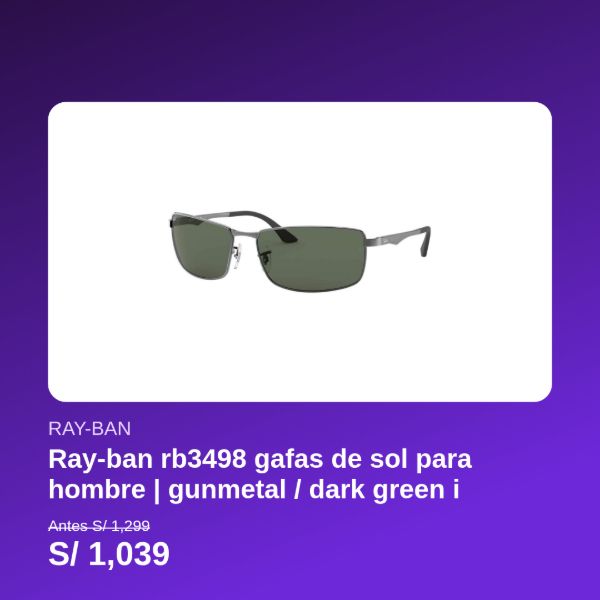 RAY-BAN
Ray-ban rb3498 gafas de sol para
hombre | gunmetal / dark green i
Antes S/ 1,299
S/ 1,039